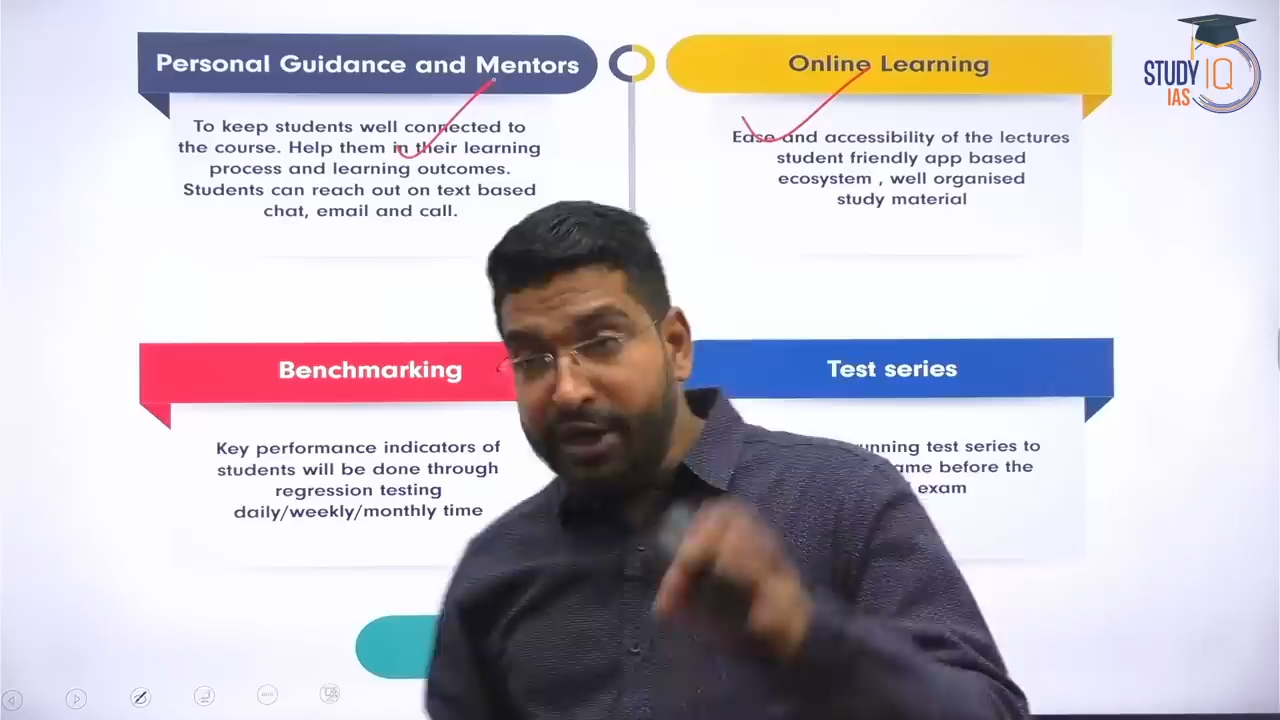 Personal Guidance and Mentors
To keep students well connected to
the course. Help them in their learning
process and learning outcomes.
Students can reach out on text based
chat, email and call.
Online Learning
Ease and accessibility of the lectures
student friendly app based
ecosystem , well organised
study material
STUDY IQ
IAS
Benchmarking
Key performance indicators of
students will be done through
regression testing
daily/weekly/monthly time
Test series
test series to
before the
exam